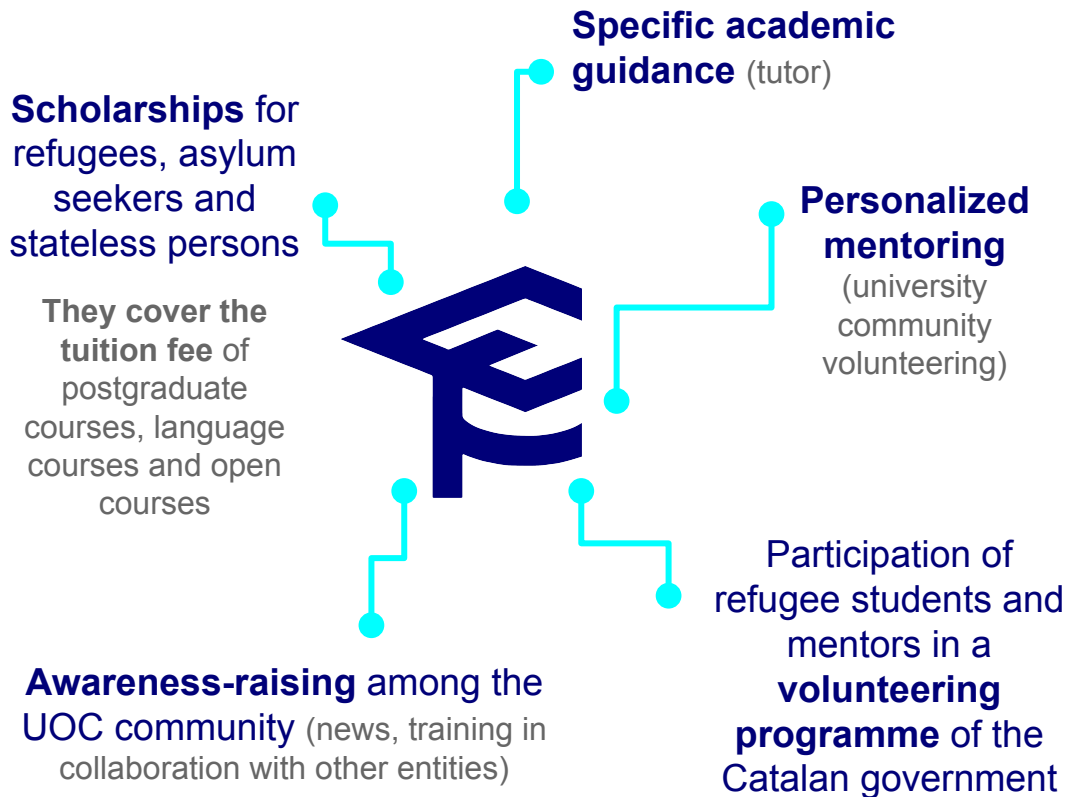 Specific academic
guidance (tutor)
Scholarships for
refugees, asylum
seekers and
stateless persons
They cover the
tuition fee of
postgraduate
courses, language
courses and open
courses
Personalized
mentoring
(university
community
volunteering)
Awareness-raising among the
UOC community (news, training in
collaboration with other entities)
Participation of
refugee students and
mentors in a
volunteering
programme of the
Catalan government